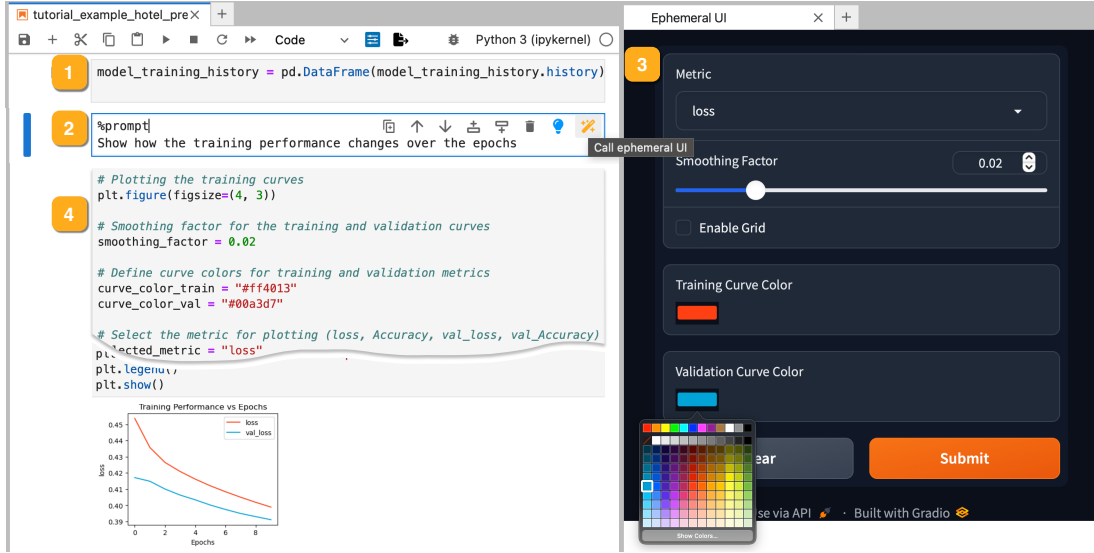 tutorial_example_hotel_pre
Code
Python 3 (ipykernel)
1
model_training_history = pd.DataFrame(model_training_history.history)
2
%prompt
Show how the training performance changes over the epochs
Call ephemeral UI
4
# Plotting the training curves
plt.figure(figsize=(4, 3))
# Smoothing factor for the training and validation curves
smoothing_factor = 0.02
# Define curve colors for training and validation metrics
curve_color_train = "#ff4013"
curve_color_val = "#00a3d7"
# Select the metric for plotting (loss, Accuracy, val_loss, val_Accuracy)
lected_metric = "loss"
plt.legend()
plt.show()
Training Performance vs Epochs
loss
val_loss
0.45
0.44
0.43
0.42
0.41
0.40
0.39
loss
0 2 4 6 8
Epochs
Ephemeral UI
3
Metric
loss
Smoothing Factor
0.02
Enable Grid
Training Curve Color
Validation Curve Color
ear
Submit
Show Colors...
se via API · Built with Gradio